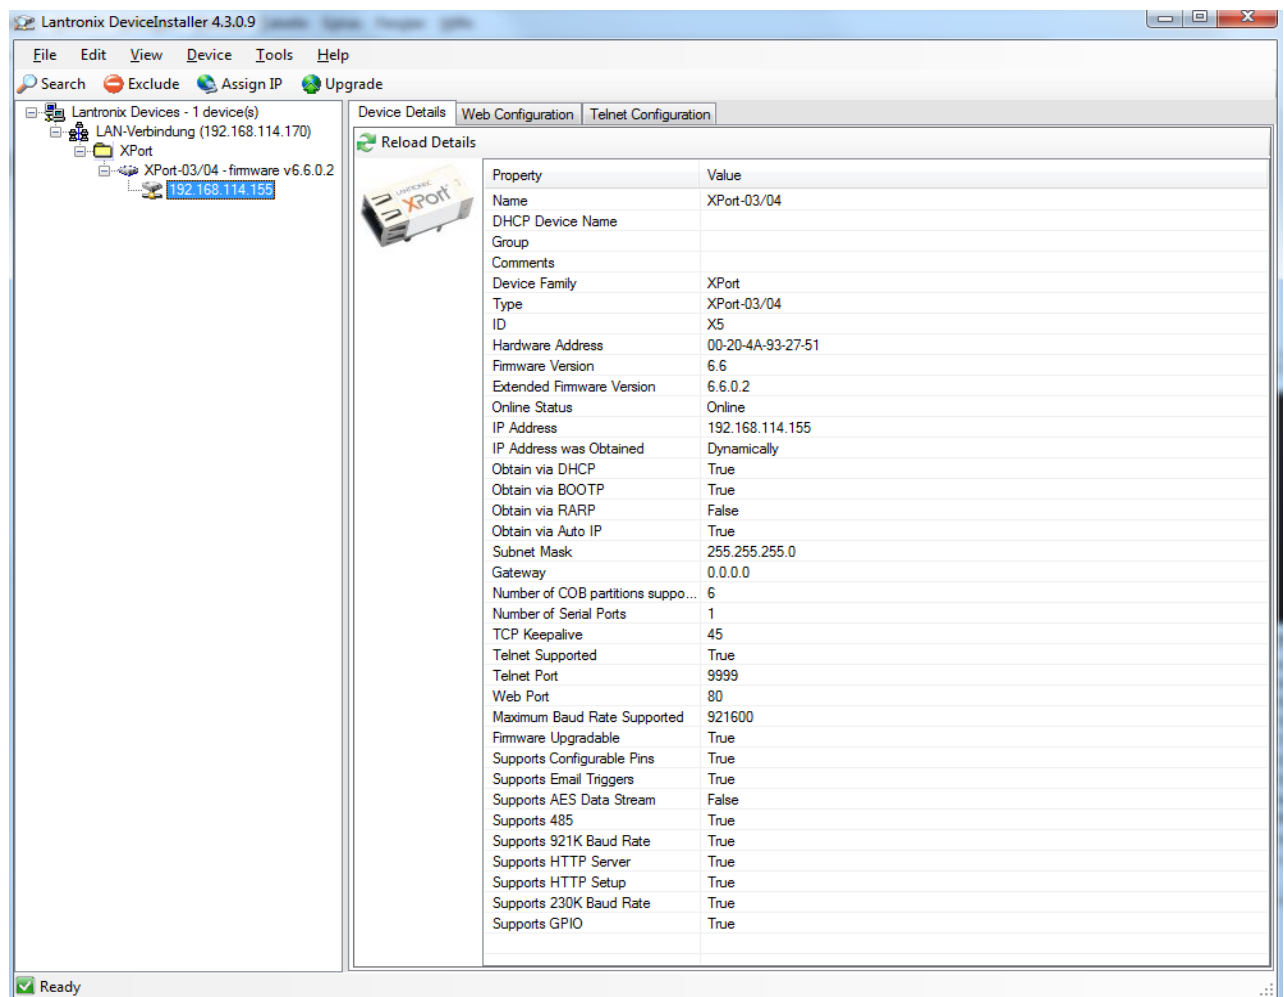 Lantronix DeviceInstaller 4.3.0.9
File Edit View Device Tools Help
Search Exclude Assign IP Upgrade
Lantronix Devices - 1 device(s)
LAN-Verbindung (192.168.114.170)
XPort
XPort-03/04 - firmware v6.6.0.2
192.168.114.155
Device Details Web Configuration Telnet Configuration
Reload Details
LANTRONIX
XPort
Property Value
Name XPort-03/04
DHCP Device Name
Group
Comments
Device Family XPort
Type XPort-03/04
ID X5
Hardware Address 00-20-4A-93-27-51
Firmware Version 6.6
Extended Firmware Version 6.6.0.2
Online Status Online
IP Address 192.168.114.155
IP Address was Obtained Dynamically
Obtain via DHCP True
Obtain via BOOTP True
Obtain via RARP False
Obtain via Auto IP True
Subnet Mask 255.255.255.0
Gateway 0.0.0.0
Number of COB partitions suppo... 6
Number of Serial Ports 1
TCP Keepalive 45
Telnet Supported True
Telnet Port 9999
Web Port 80
Maximum Baud Rate Supported 921600
Firmware Upgradable True
Supports Configurable Pins True
Supports Email Triggers True
Supports AES Data Stream False
Supports 485 True
Supports 921K Baud Rate True
Supports HTTP Server True
Supports HTTP Setup True
Supports 230K Baud Rate True
Supports GPIO True
Ready